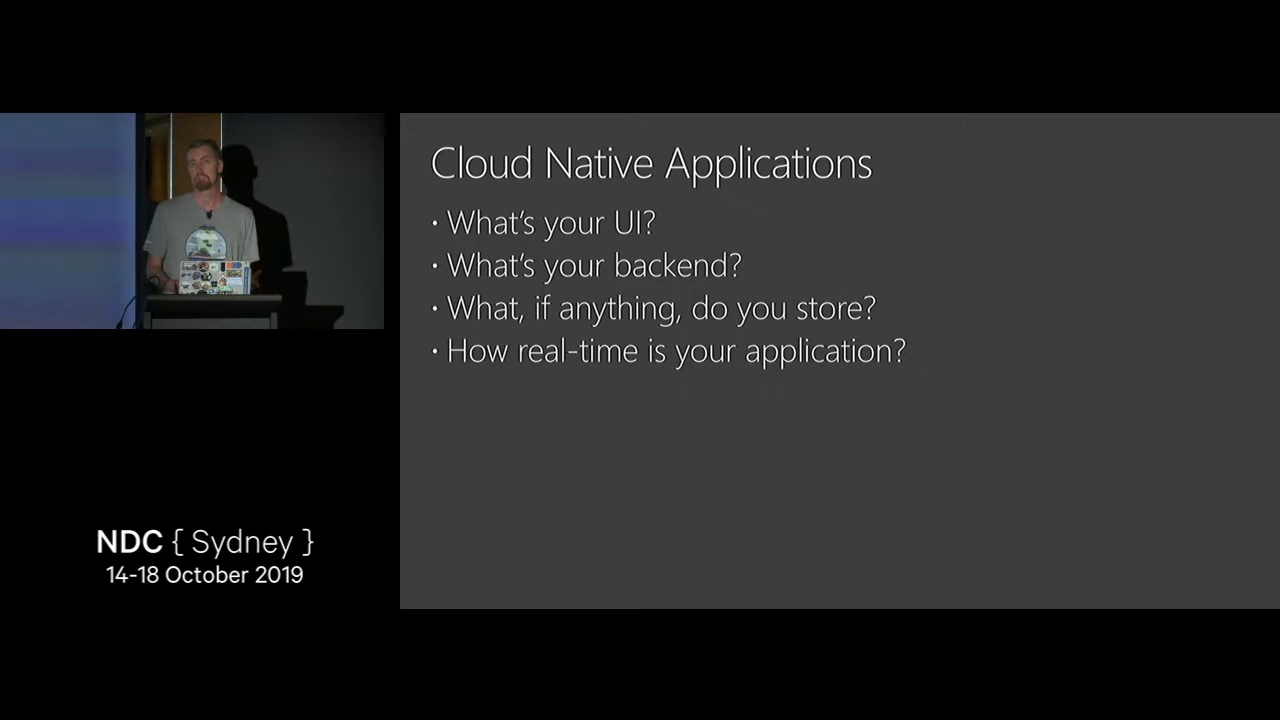 Cloud Native Applications
• What's your UI?
• What's your backend?
• What, if anything, do you store?
• How real-time is your application?
NDC { Sydney }
14-18 October 2019